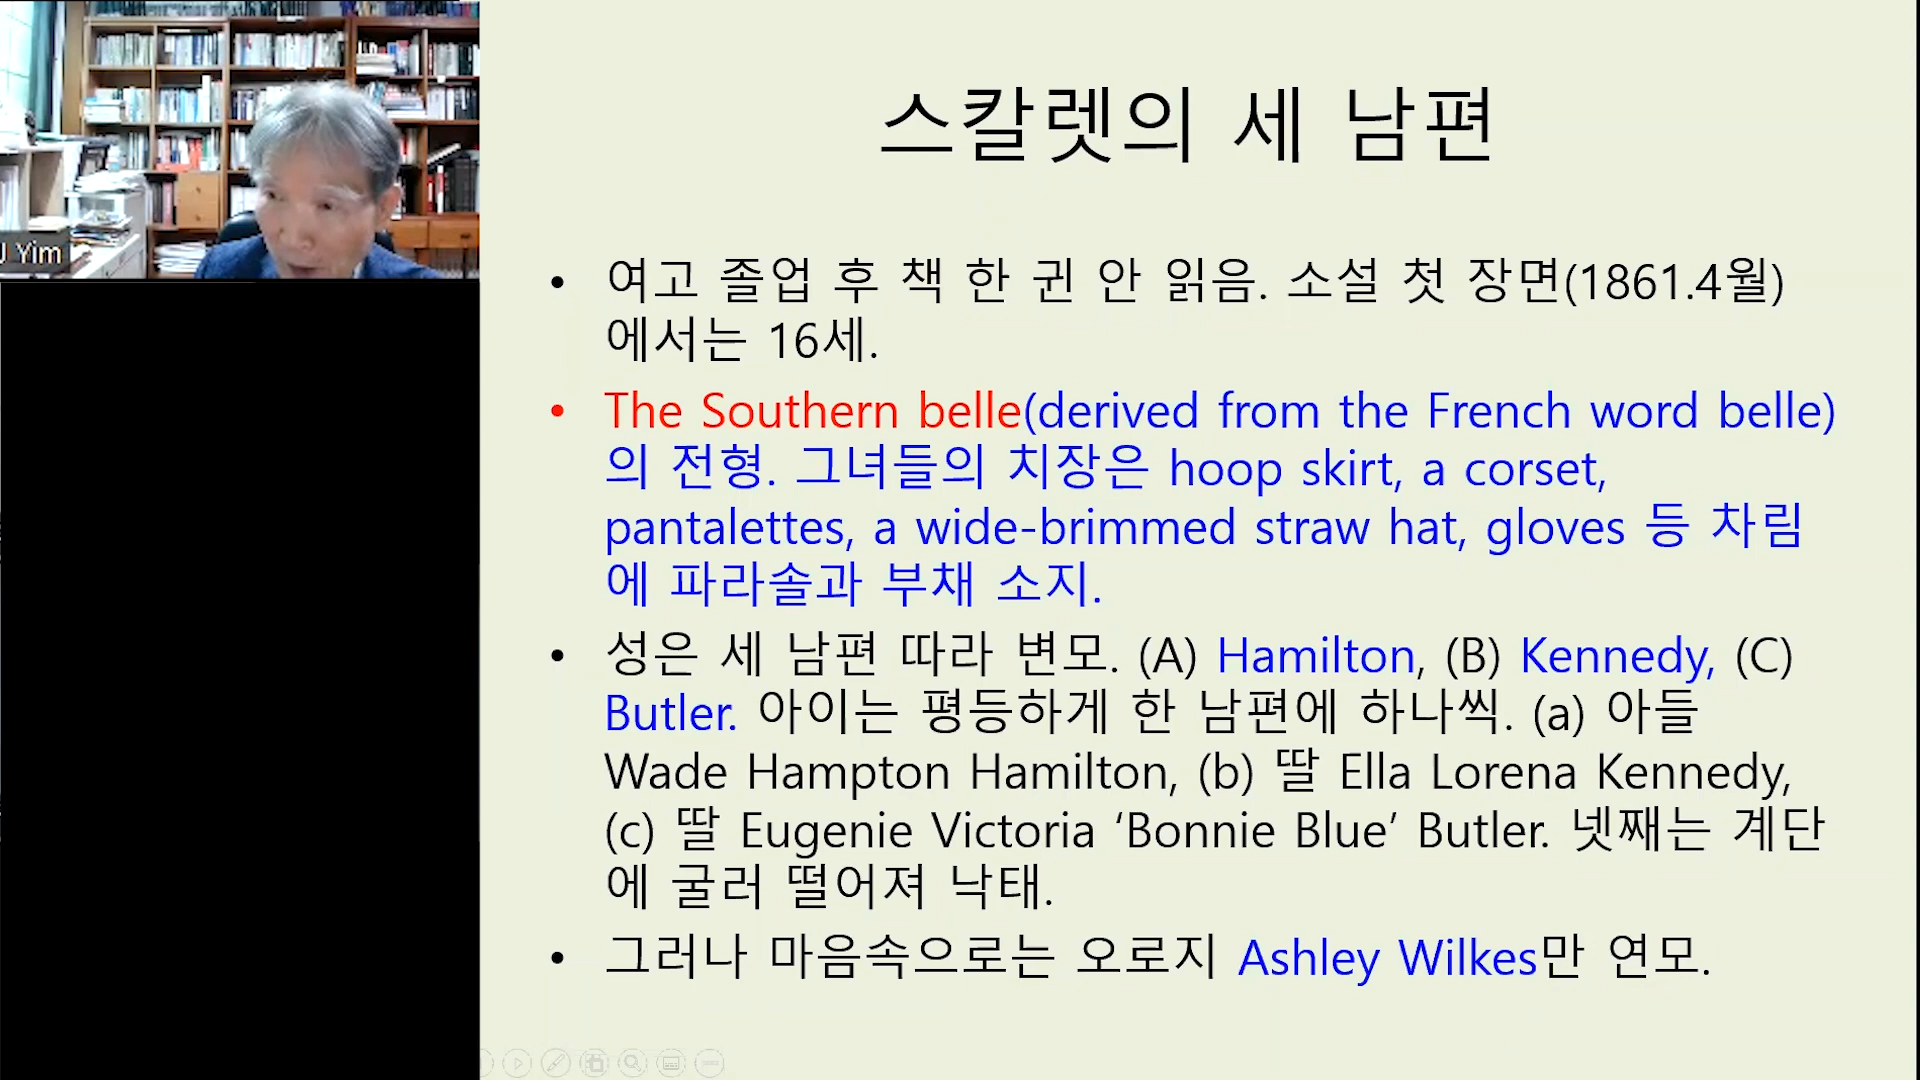 스칼렛의 세 남편
J Yim
• 여고 졸업 후 책 한 권 안 읽음. 소설 첫 장면(1861.4월)
에서는 16세.
• The Southern belle(derived from the French word belle)
의 전형. 그녀들의 치장은 hoop skirt, a corset,
pantalettes, a wide-brimmed straw hat, gloves 등 차림
에 파라솔과 부채 소지.
• 성은 세 남편 따라 변모. (A) Hamilton, (B) Kennedy, (C)
Butler. 아이는 평등하게 한 남편에 하나씩. (a) 아들
Wade Hampton Hamilton, (b) 딸 Ella Lorena Kennedy,
(c) 딸 Eugenie Victoria ‘Bonnie Blue’ Butler. 넷째는 계단
에 굴러 떨어져 낙태.
• 그러나 마음속으로는 오로지 Ashley Wilkes만 연모.